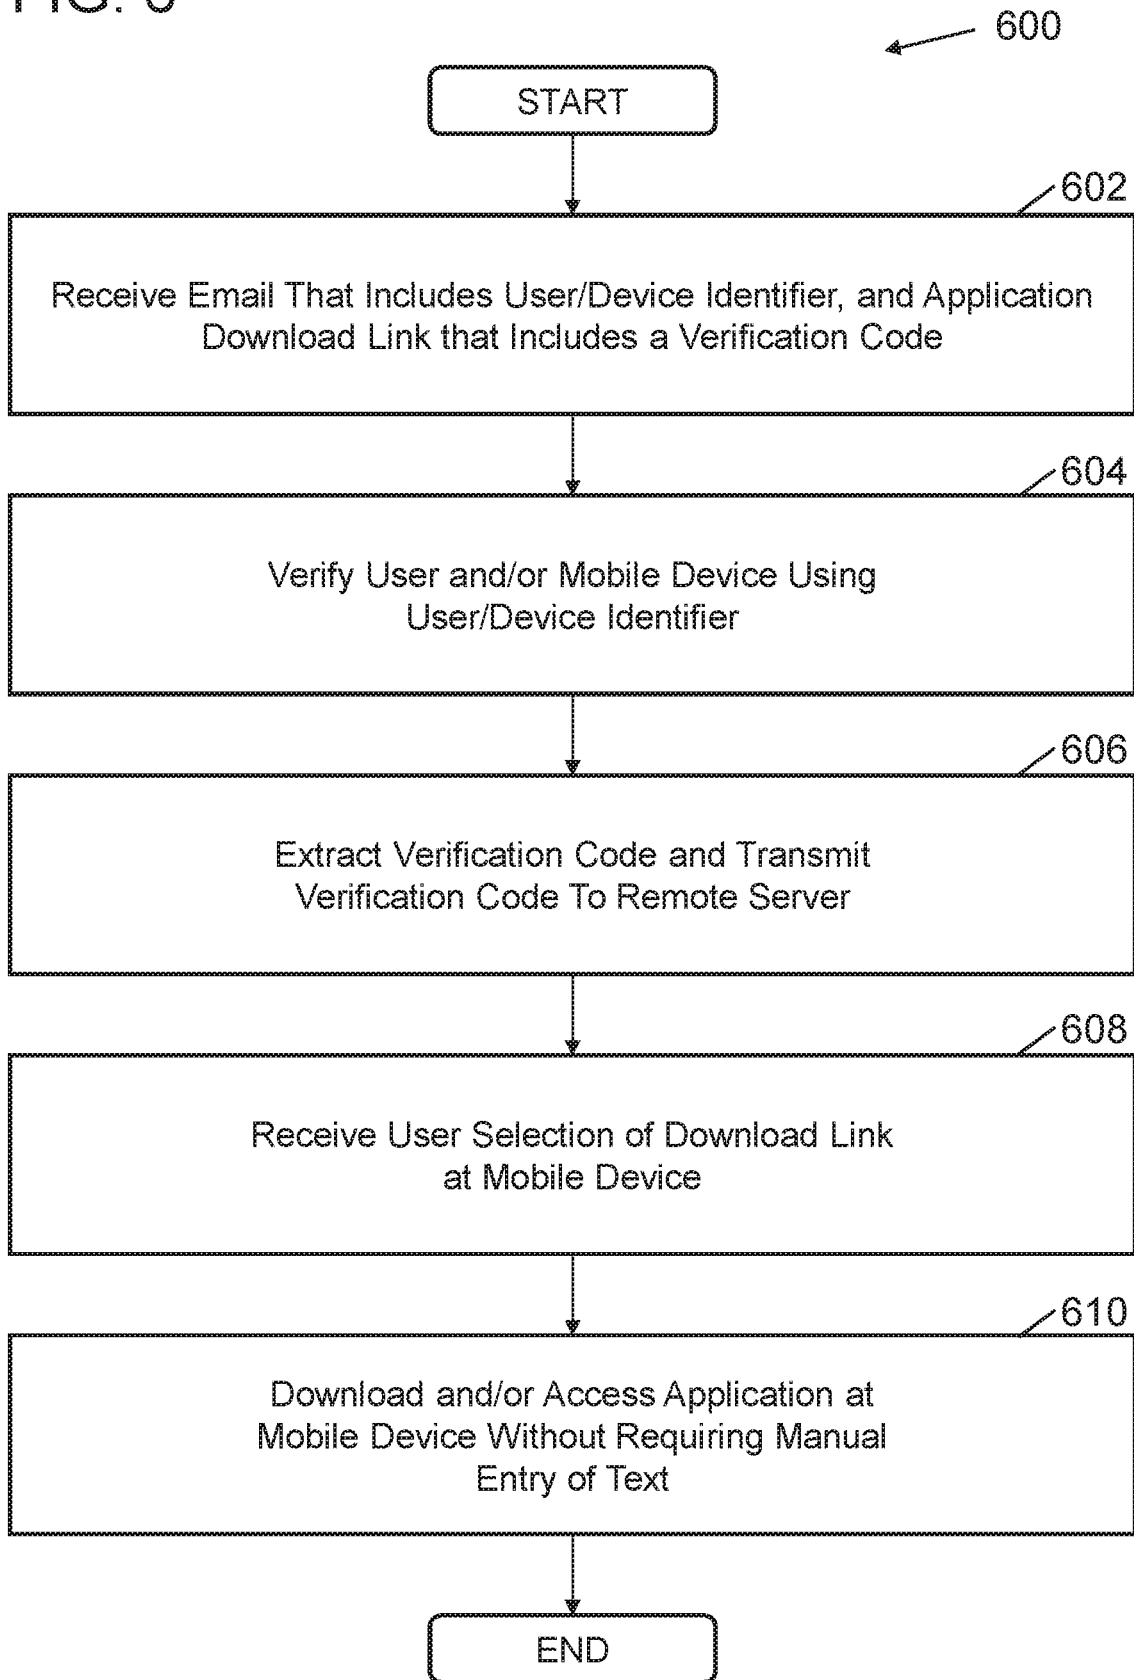 FIG. 6
600
START
602
Receive Email That Includes User/Device Identifier, and Application
Download Link that Includes a Verification Code
604
Verify User and/or Mobile Device Using
User/Device Identifier
606
Extract Verification Code and Transmit
Verification Code To Remote Server
608
Receive User Selection of Download Link
at Mobile Device
610
Download and/or Access Application at
Mobile Device Without Requiring Manual
Entry of Text
END